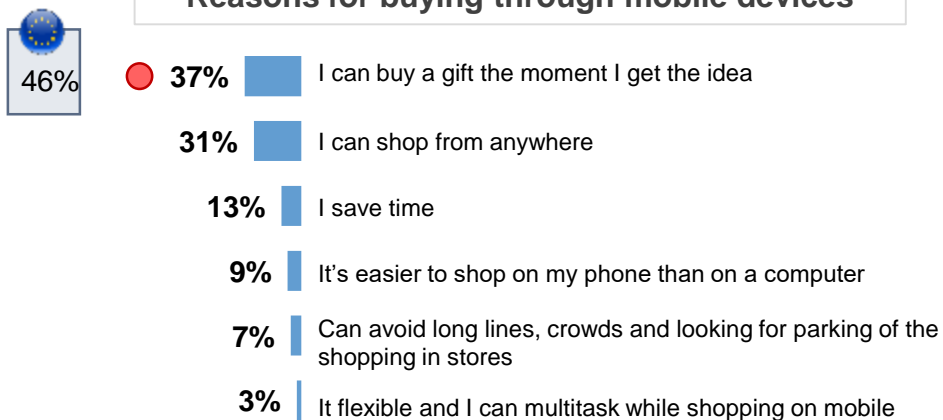 Reasons for buying through mobile devices
46%
37% I can buy a gift the moment I get the idea
31% I can shop from anywhere
13% I save time
9% It’s easier to shop on my phone than on a computer
7% Can avoid long lines, crowds and looking for parking of the
shopping in stores
3% It flexible and I can multitask while shopping on mobile